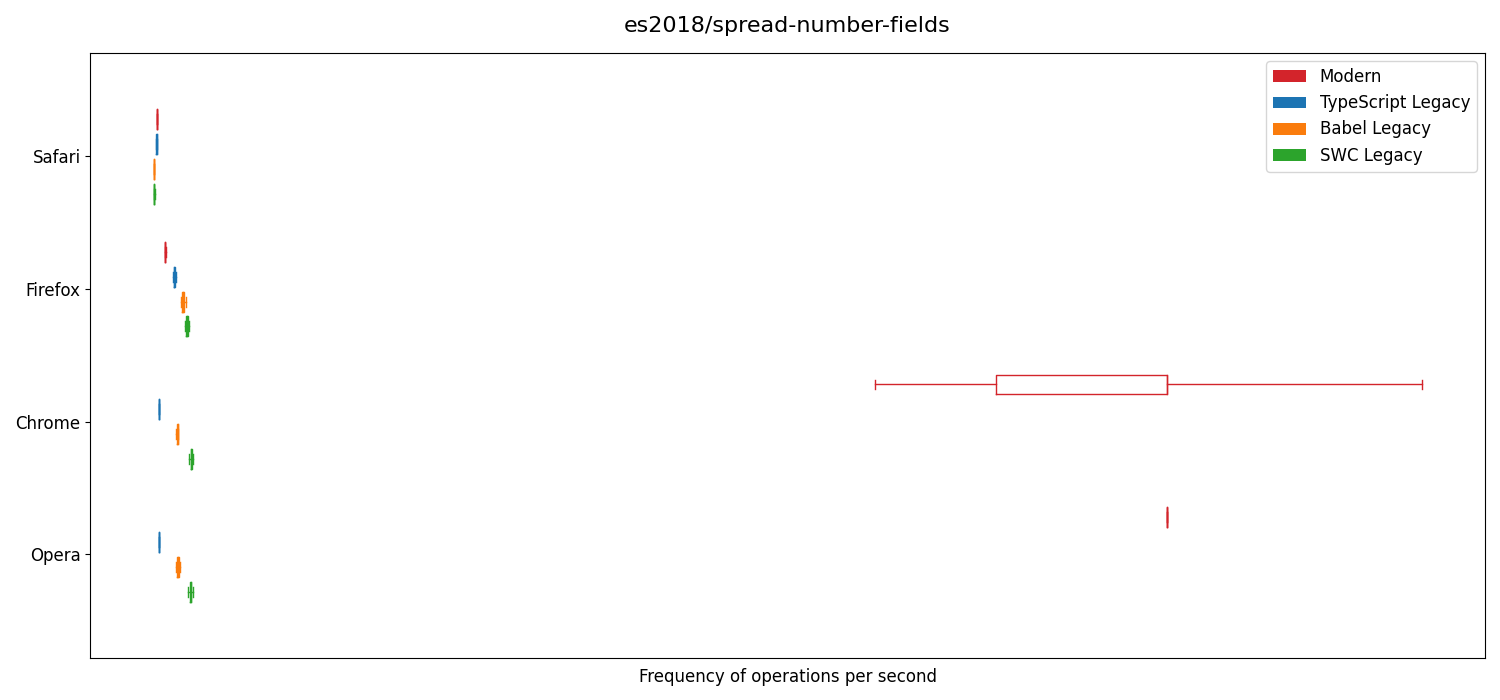 es2018/spread-number-fields
Modern
TypeScript Legacy
Babel Legacy
SWC Legacy
Safari
Firefox
Chrome
Opera
Frequency of operations per second